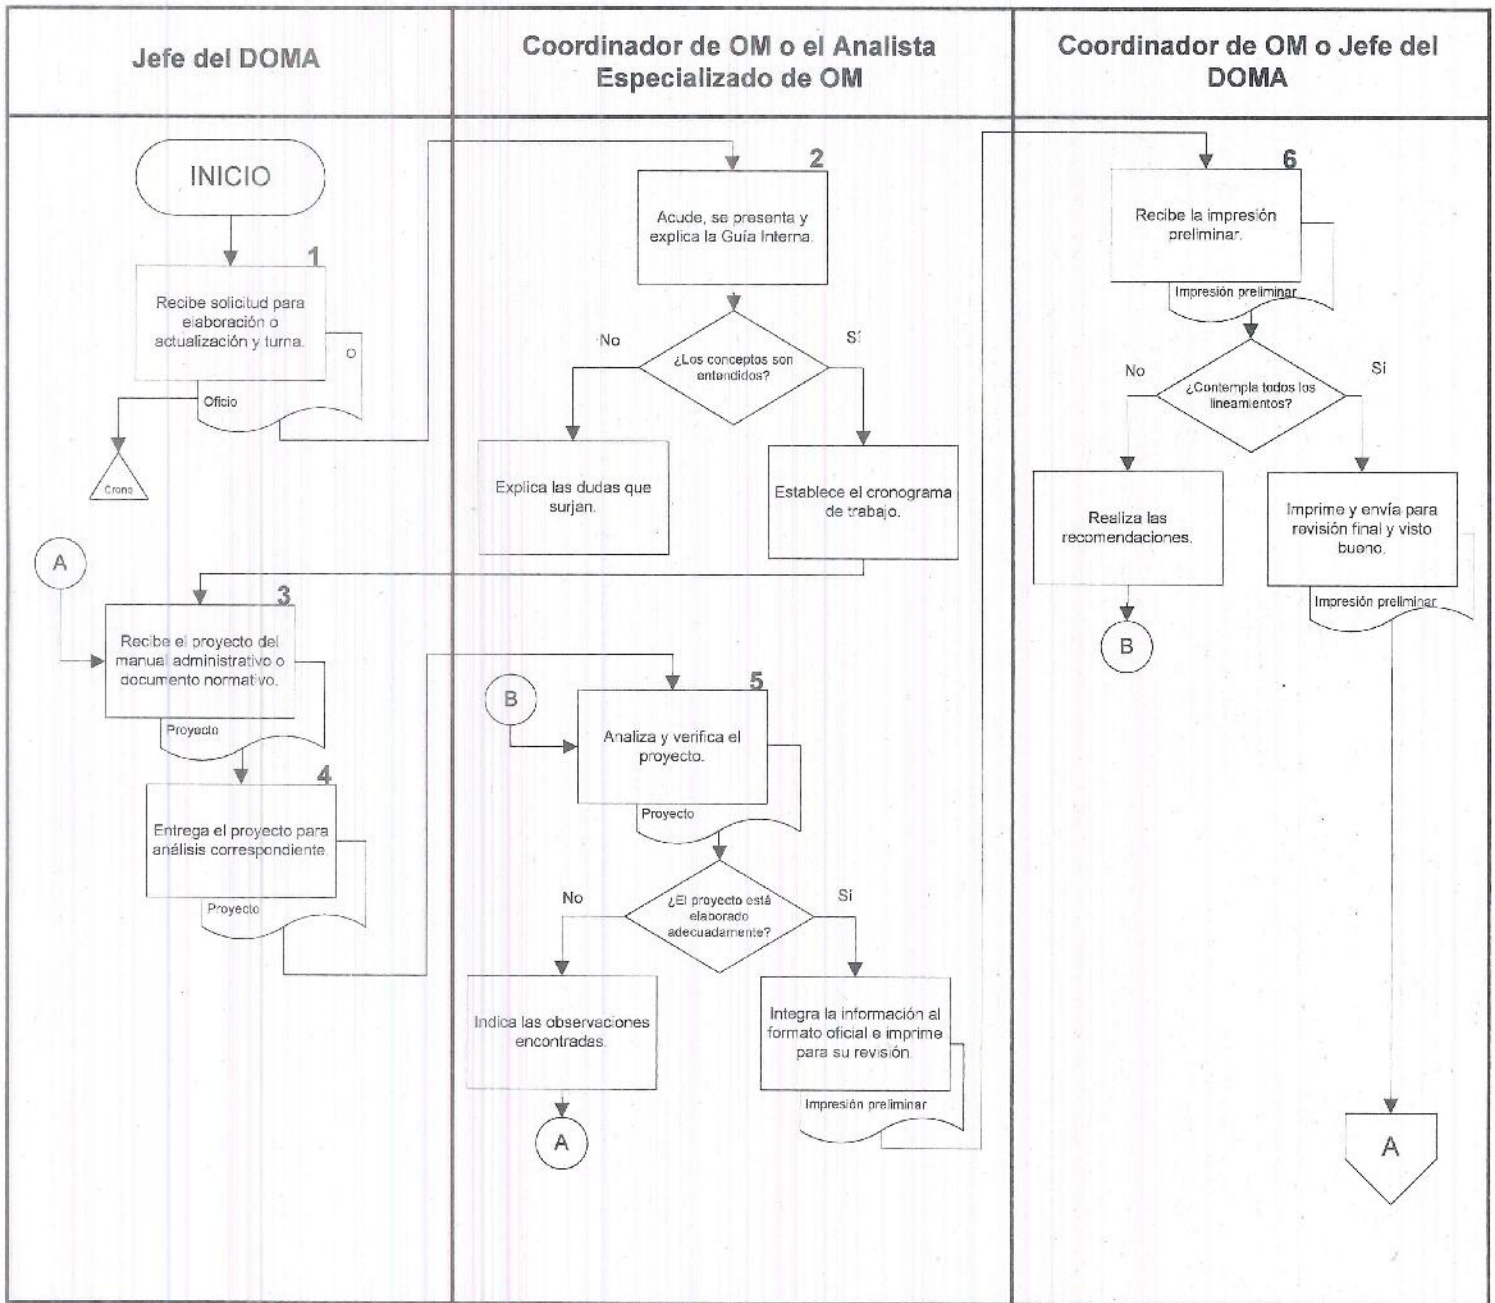 Jefe del DOMA
Coordinador de OM o el Analista
Especializado de OM
Coordinador de OM o Jefe del
DOMA
INICIO
1
Recibe solicitud para
elaboración o
actualización y turna.
O
Oficio
Crono
A
3
Recibe el proyecto del
manual administrativo o
documento normativo.
Proyecto
4
Entrega el proyecto para
análisis correspondiente.
Proyecto
2
Acude, se presenta y
explica la Guía Interna.
No
Sí
¿Los conceptos son
entendidos?
Explica las dudas que
surjan.
Establece el cronograma
de trabajo.
B
5
Analiza y verifica el
proyecto.
Proyecto
No
Sí
¿El proyecto está
elaborado
adecuadamente?
Indica las observaciones
encontradas.
A
Integra la información al
formato oficial e imprime
para su revisión.
Impresión preliminar
6
Recibe la impresión
preliminar.
Impresión preliminar
No
Sí
¿Contempla todos los
lineamientos?
Realiza las
recomendaciones.
B
Imprime y envía para
revisión final y visto
bueno.
Impresión preliminar
A